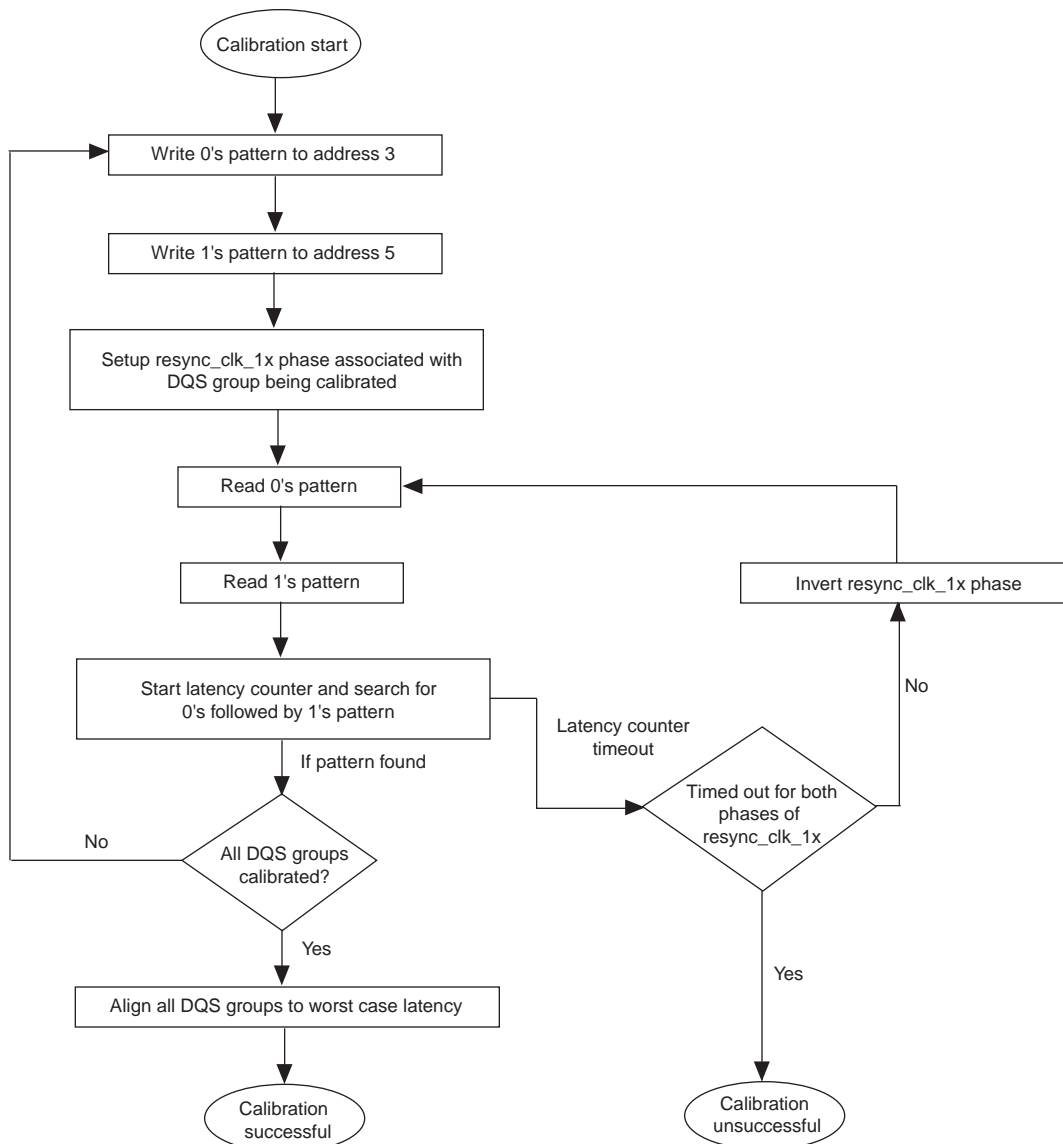 Calibration start
Write 0's pattern to address 3
Write 1's pattern to address 5
Setup resync_clk_1x phase associated with
DQS group being calibrated
Read 0's pattern
Read 1's pattern
Invert resync_clk_1x phase
Start latency counter and search for
0's followed by 1's pattern
No
Latency counter
timeout
If pattern found
Timed out for both
phases of
resync_clk_1x
No
All DQS groups
calibrated?
Yes
Yes
Align all DQS groups to worst case latency
Calibration
successful
Calibration
unsuccessful